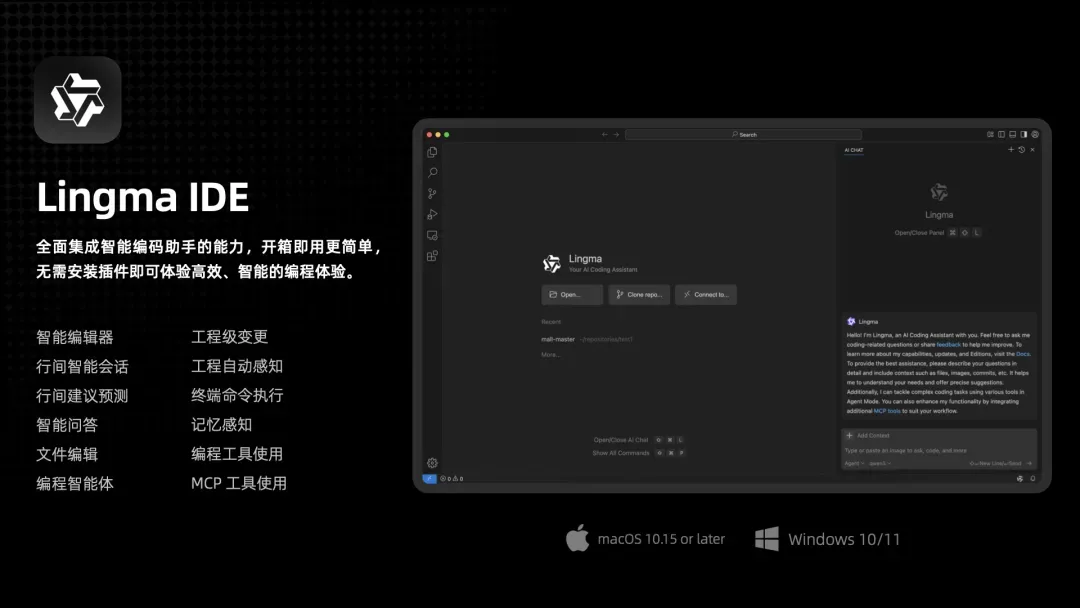 Lingma IDE
全面集成智能编码助手的能力，开箱即用更简单，
无需安装插件即可体验高效、智能的编程体验。
智能编辑器
行间智能会话
行间建议预测
智能问答
文件编辑
编程智能体
工程级变更
工程自动感知
终端命令执行
记忆感知
编程工具使用
MCP 工具使用
Search
Lingma
Your AI Coding Assistant
Open...
Clone repo...
Connect to...
Recent
mall-master ~/repositories/test1
More...
Open/Close AI Chat
Show All Commands
0 0
AI CHAT
Lingma
Open/Close Panel ⌘ ⇧ L
Lingma
Hello! I'm Lingma, an AI Coding Assistant with you. Feel free to ask me
coding-related questions or share feedback to help me improve. To
learn more about my capabilities, updates, and Editions, visit the Docs.
To provide the best assistance, please describe your questions in
detail and include context such as files, images, commits, etc. It helps
me to understand your needs and offer precise suggestions.
Additionally, I can tackle complex coding tasks using various tools in
Agent Mode. You can also enhance my functionality by integrating
additional MCP tools to suit your workflow.
Add Context
Type or paste an image to ask, code, and more
Agent
macOS 10.15 or later
Windows 10/11